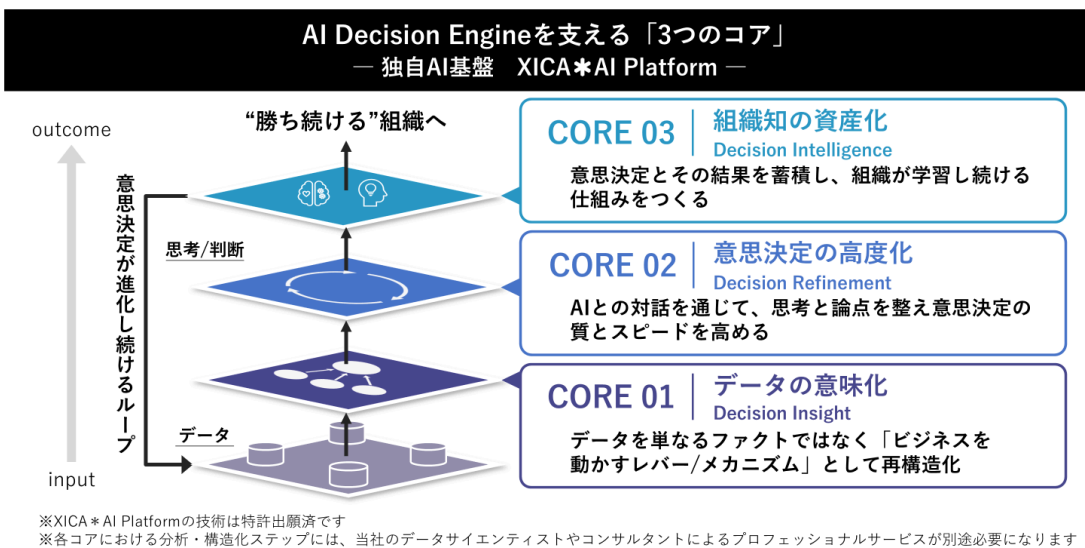 AI Decision Engineを支える「3つのコア」
― 独自AI基盤　XICA＊AI Platform ―
outcome
input
“勝ち続ける”組織へ
意思決定が進化し続けるループ
思考/判断
データ
CORE 03
組織知の資産化
Decision Intelligence
意思決定とその結果を蓄積し、組織が学習し続ける
仕組みをつくる
CORE 02
意思決定の高度化
Decision Refinement
AIとの対話を通じて、思考と論点を整え意思決定の
質とスピードを高める
CORE 01
データの意味化
Decision Insight
データを単なるファクトではなく「ビジネスを
動かすレバー/メカニズム」として再構造化
※XICA＊AI Platformの技術は特許出願済です
※各コアにおける分析・構造化ステップには、当社のデータサイエンティストやコンサルタントによるプロフェッショナルサービスが別途必要になります